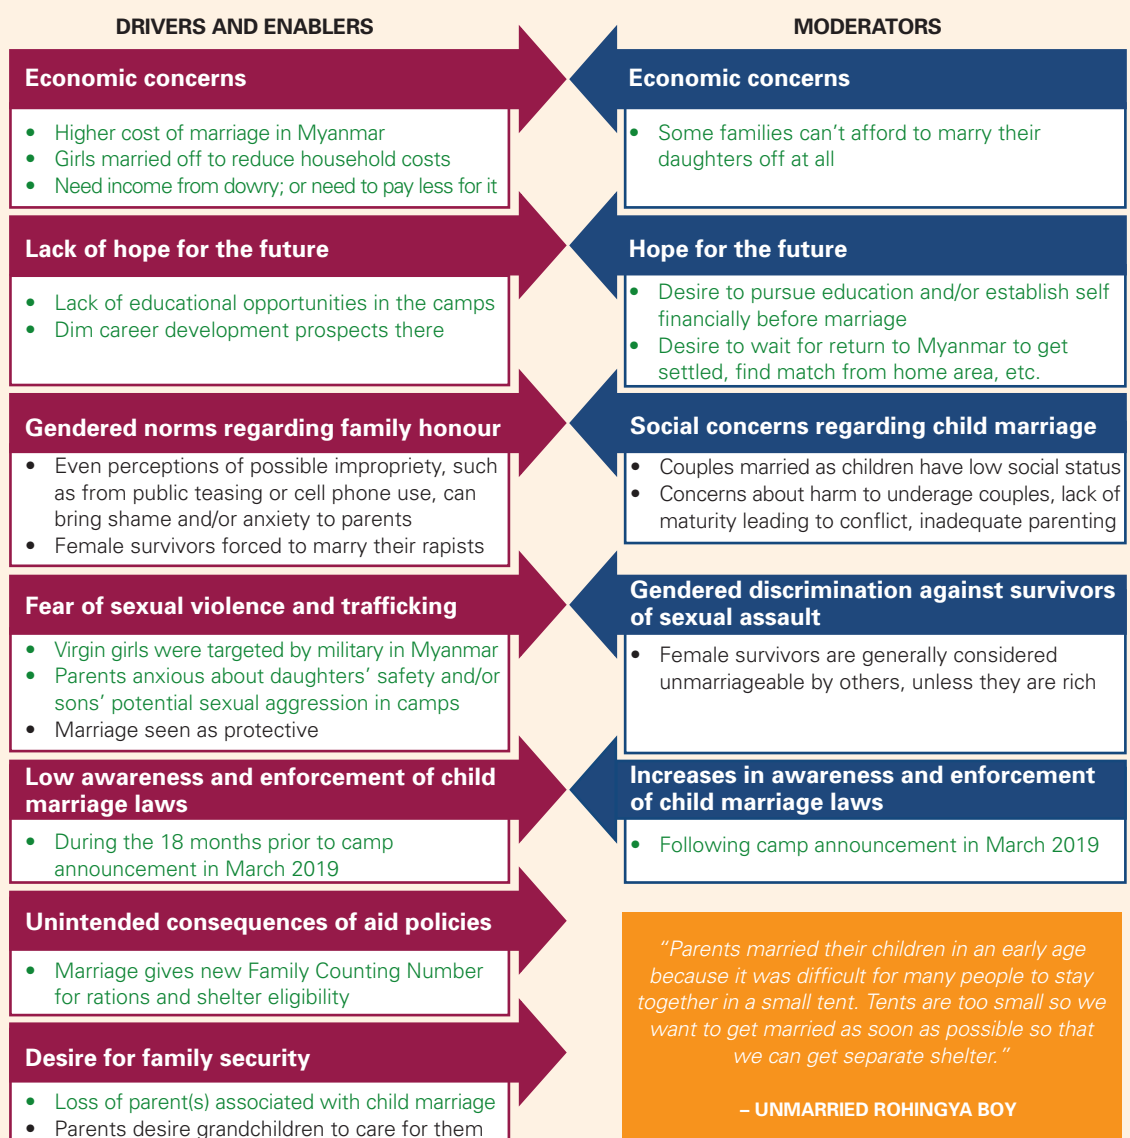 DRIVERS AND ENABLERS
Economic concerns
• Higher cost of marriage in Myanmar
• Girls married off to reduce household costs
• Need income from dowry; or need to pay less for it
Lack of hope for the future
• Lack of educational opportunities in the camps
• Dim career development prospects there
Gendered norms regarding family honour
• Even perceptions of possible impropriety, such
as from public teasing or cell phone use, can
bring shame and/or anxiety to parents
• Female survivors forced to marry their rapists
Fear of sexual violence and trafficking
• Virgin girls were targeted by military in Myanmar
• Parents anxious about daughters’ safety and/or
sons’ potential sexual aggression in camps
• Marriage seen as protective
Low awareness and enforcement of child
marriage laws
• During the 18 months prior to camp
announcement in March 2019
Unintended consequences of aid policies
• Marriage gives new Family Counting Number
for rations and shelter eligibility
Desire for family security
• Loss of parent(s) associated with child marriage
• Parents desire grandchildren to care for them
MODERATORS
Economic concerns
• Some families can’t afford to marry their
daughters off at all
Hope for the future
• Desire to pursue education and/or establish self
financially before marriage
• Desire to wait for return to Myanmar to get
settled, find match from home area, etc.
Social concerns regarding child marriage
• Couples married as children have low social status
• Concerns about harm to underage couples, lack of
maturity leading to conflict, inadequate parenting
Gendered discrimination against survivors
of sexual assault
• Female survivors are generally considered
unmarriageable by others, unless they are rich
Increases in awareness and enforcement
of child marriage laws
• Following camp announcement in March 2019
“Parents married their children in an early age
because it was difficult for many people to stay
together in a small tent. Tents are too small so we
want to get married as soon as possible so that
we can get separate shelter.”
– UNMARRIED ROHINGYA BOY